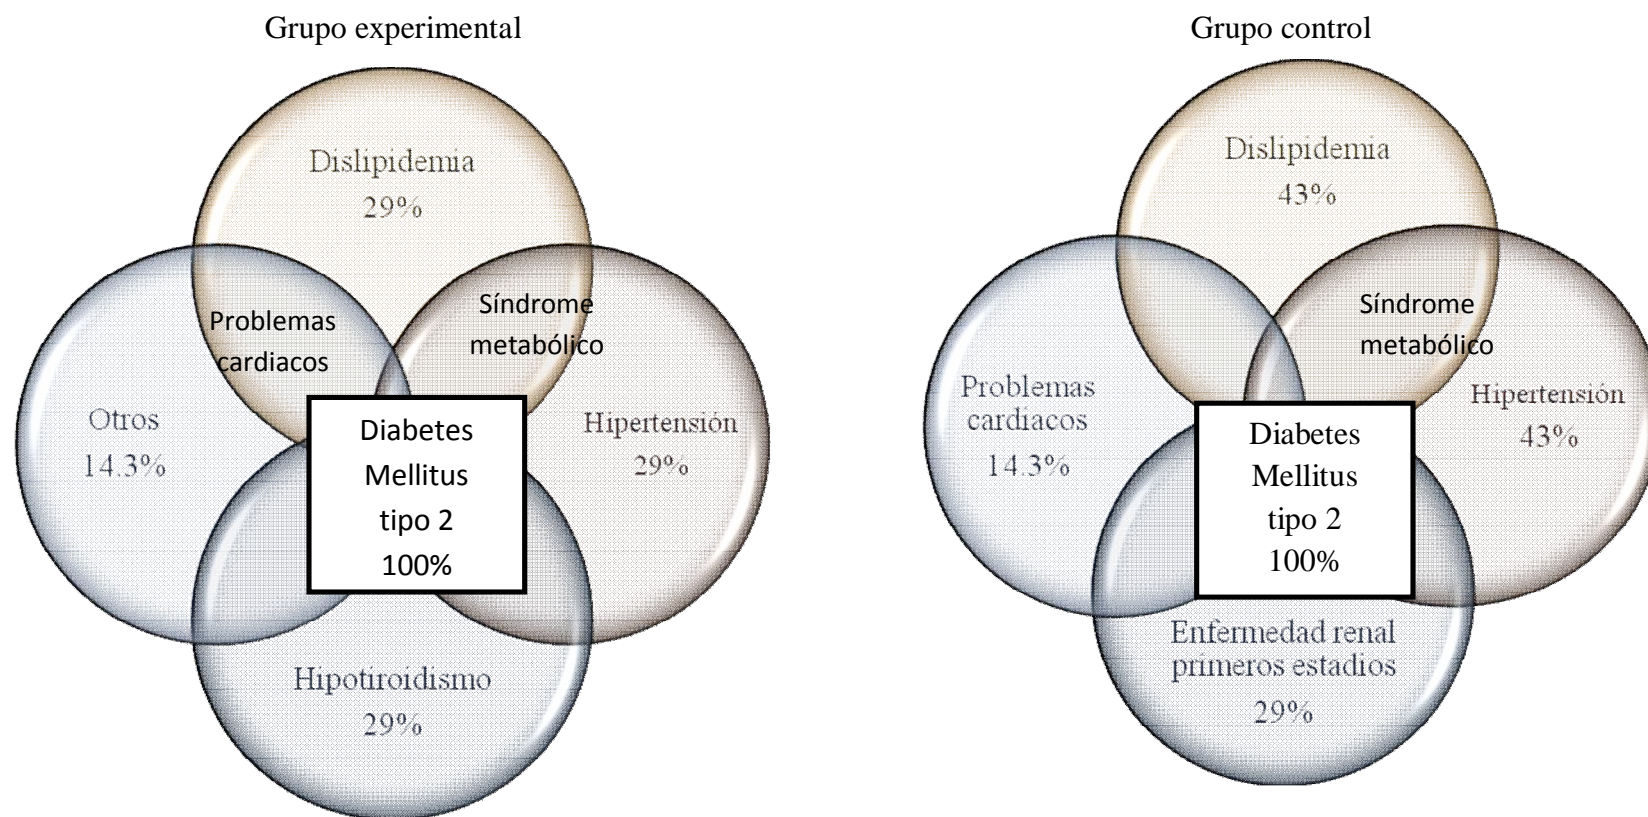 Grupo experimental
Dislipidemia
29%
Problemas
cardiacos
Síndrome
metabólico
Otros
14.3%
Diabetes
Mellitus
tipo 2
100%
Hipertensión
29%
Hipotiroidismo
29%
Grupo control
Dislipidemia
43%
Síndrome
metabólico
Problemas
cardiacos
14.3%
Diabetes
Mellitus
tipo 2
100%
Hipertensión
43%
Enfermedad renal
primeros estadios
29%